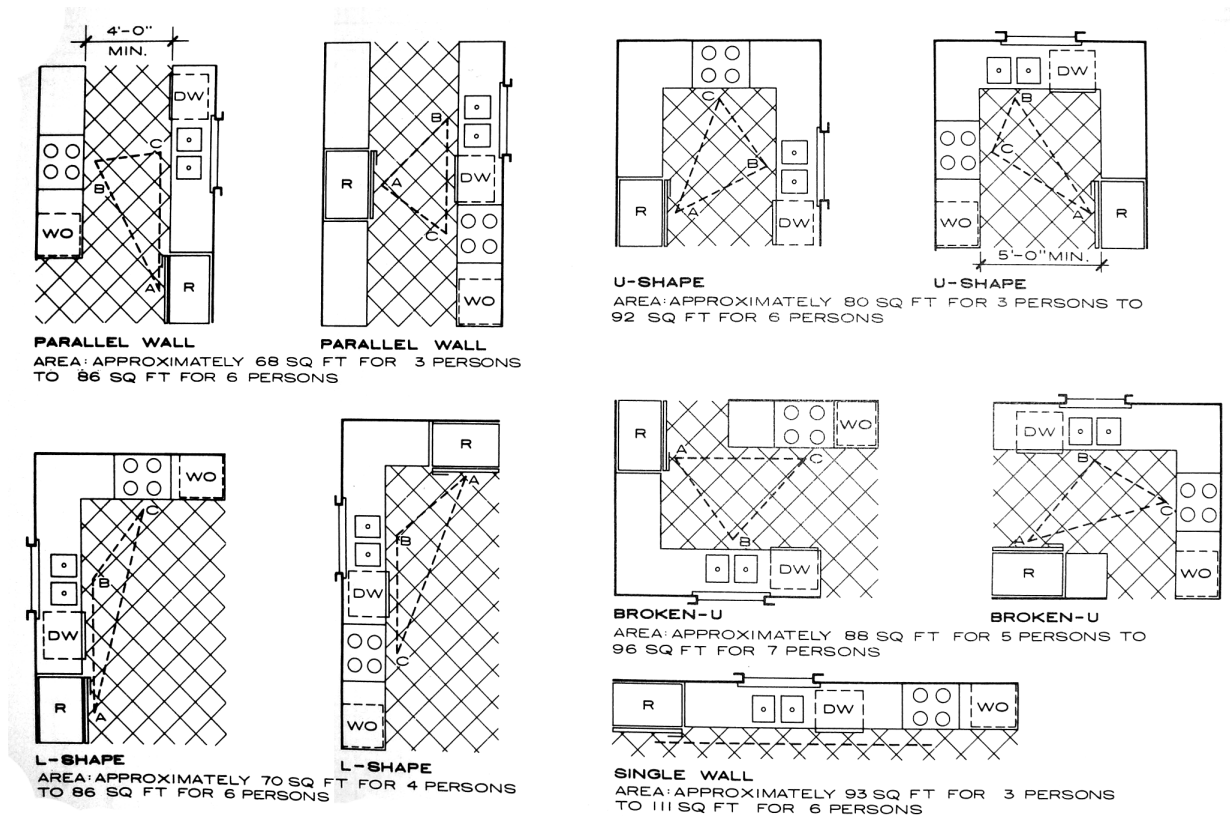 4'-0"
MIN.
DW
C
B
WO
A
R
PARALLEL WALL
B
R
A
DW
C
WO
PARALLEL WALL
AREA: APPROXIMATELY 68 SQ FT FOR 3 PERSONS
TO 86 SQ FT FOR 6 PERSONS
C
B
R
A
DW
U-SHAPE
DW
B
C
A
R
5'-0" MIN.
U-SHAPE
AREA: APPROXIMATELY 80 SQ FT FOR 3 PERSONS TO
92 SQ FT FOR 6 PERSONS
WO
C
B
DW
R
A
L-SHAPE
R
A
B
DW
C
WO
L-SHAPE
AREA: APPROXIMATELY 70 SQ FT FOR 4 PERSONS
TO 86 SQ FT FOR 6 PERSONS
R
WO
A
C
B
DW
BROKEN-U
DW
B
C
A
R
WO
BROKEN-U
AREA: APPROXIMATELY 88 SQ FT FOR 5 PERSONS TO
96 SQ FT FOR 7 PERSONS
R
DW
WO
SINGLE WALL
AREA: APPROXIMATELY 93 SQ FT FOR 3 PERSONS
TO 111 SQ FT FOR 6 PERSONS